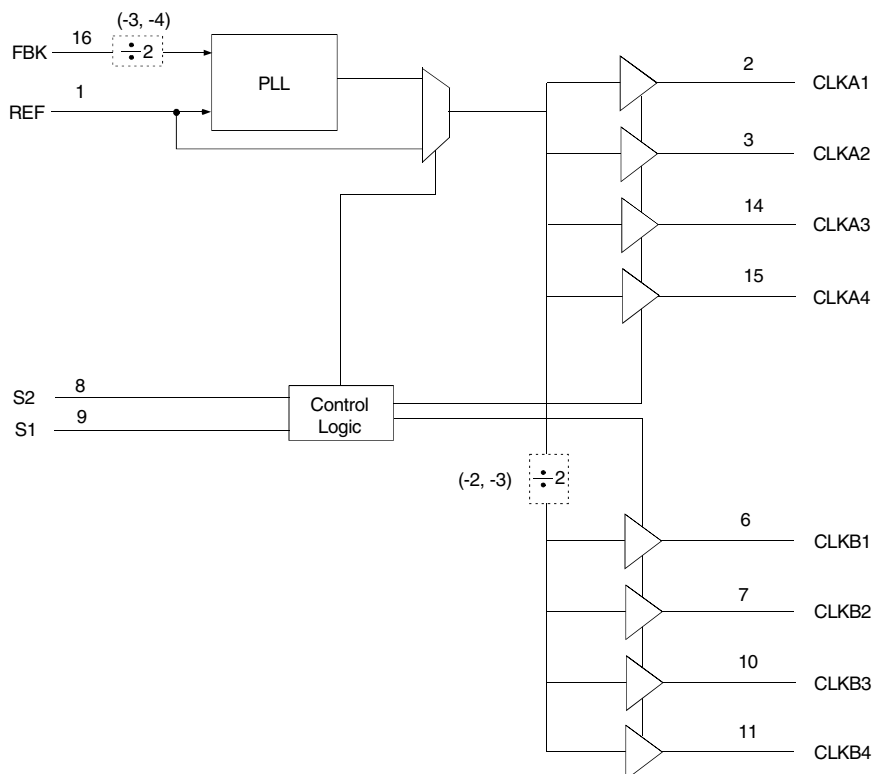 (-3, -4)
FBK 16 ÷2
PLL
REF 1
2 CLKA1
3 CLKA2
14 CLKA3
15 CLKA4
S2 8
S1 9
Control
Logic
(-2, -3) ÷2
6 CLKB1
7 CLKB2
10 CLKB3
11 CLKB4